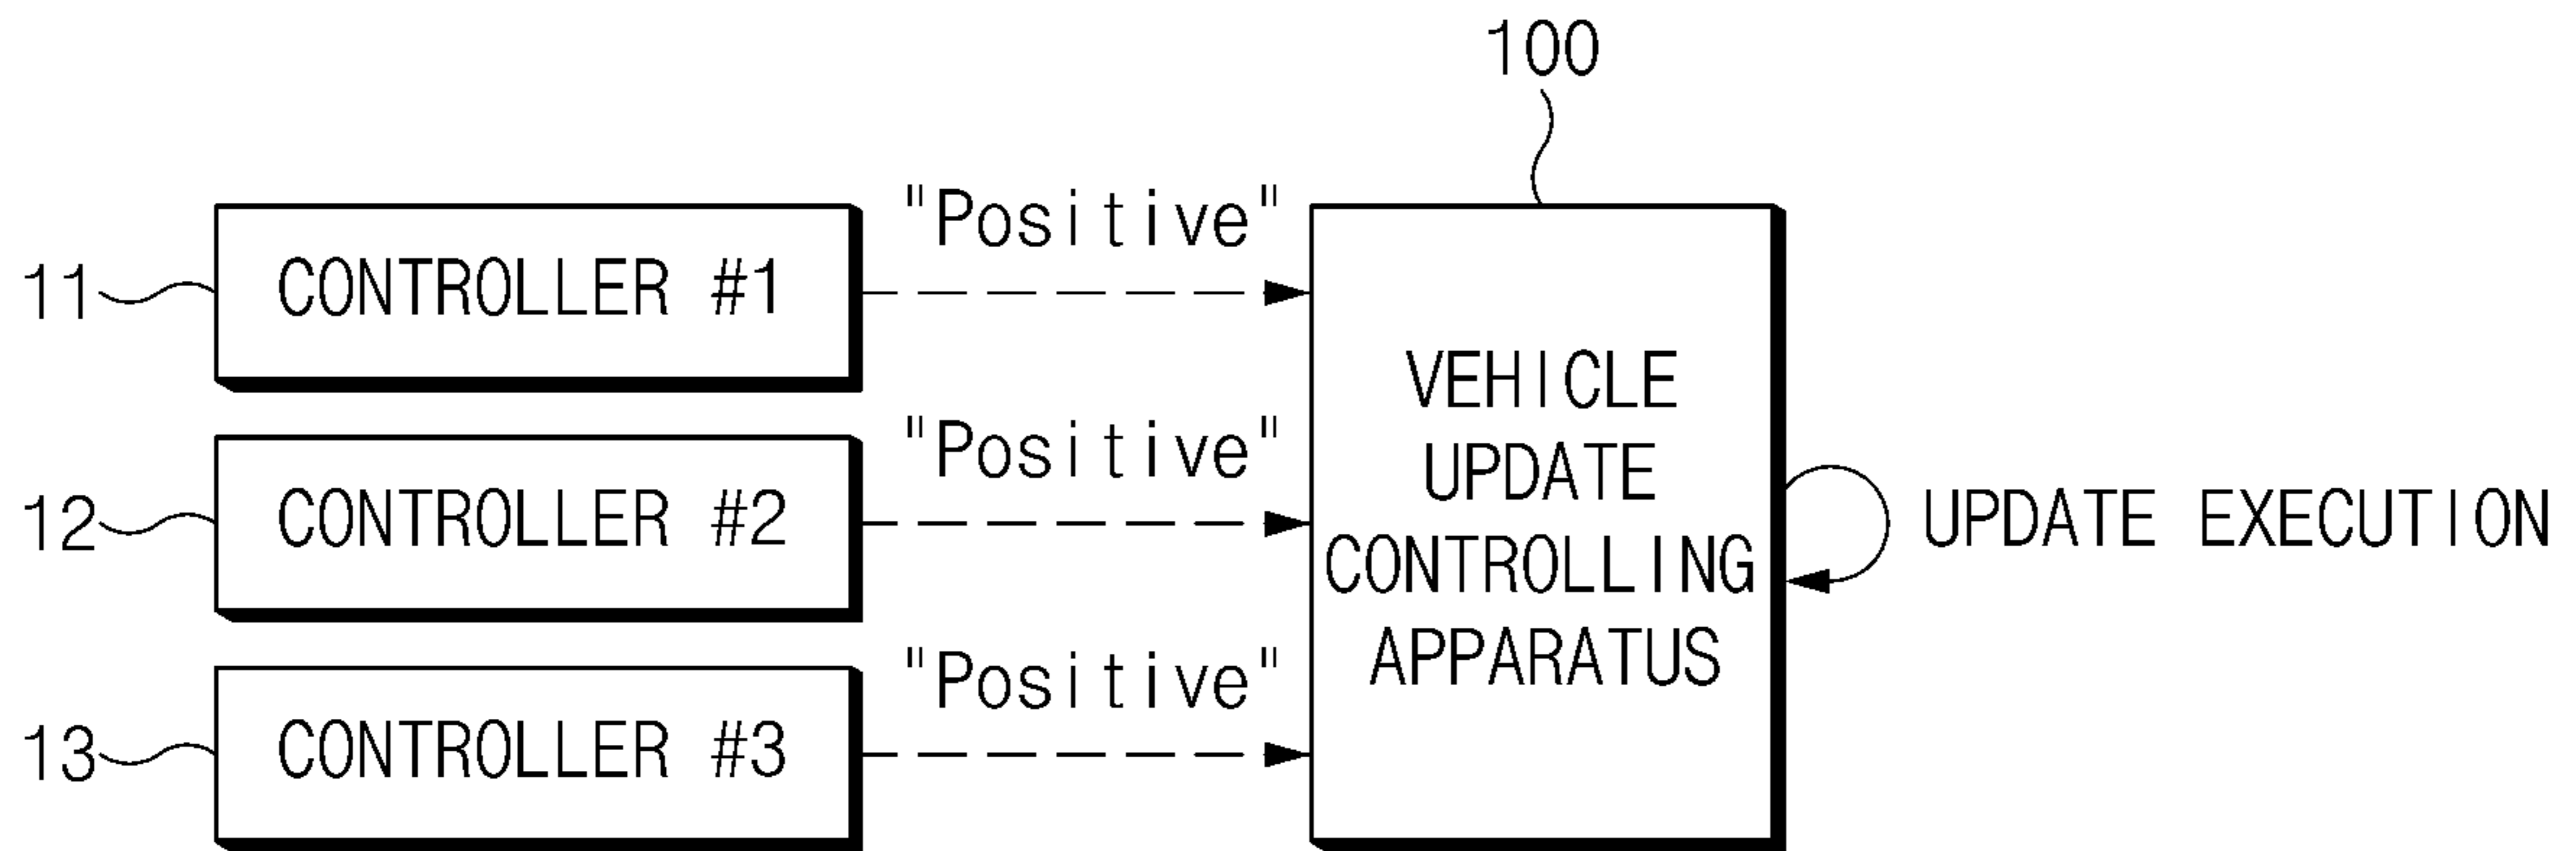 100
"Positive"
11 CONTROLLER #1
"Positive"
12 CONTROLLER #2
"Positive"
13 CONTROLLER #3
VEHICLE
UPDATE
CONTROLLING
APPARATUS
UPDATE EXECUTION